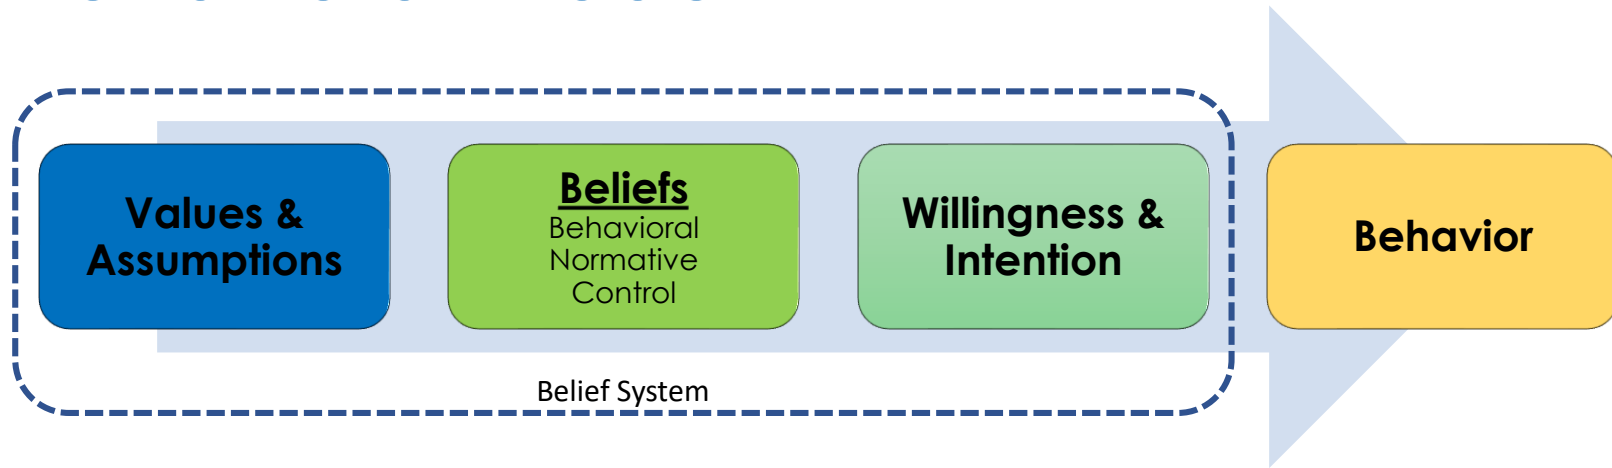 Values &
Assumptions
Beliefs
Behavioral
Normative
Control
Willingness &
Intention
Behavior
Belief System